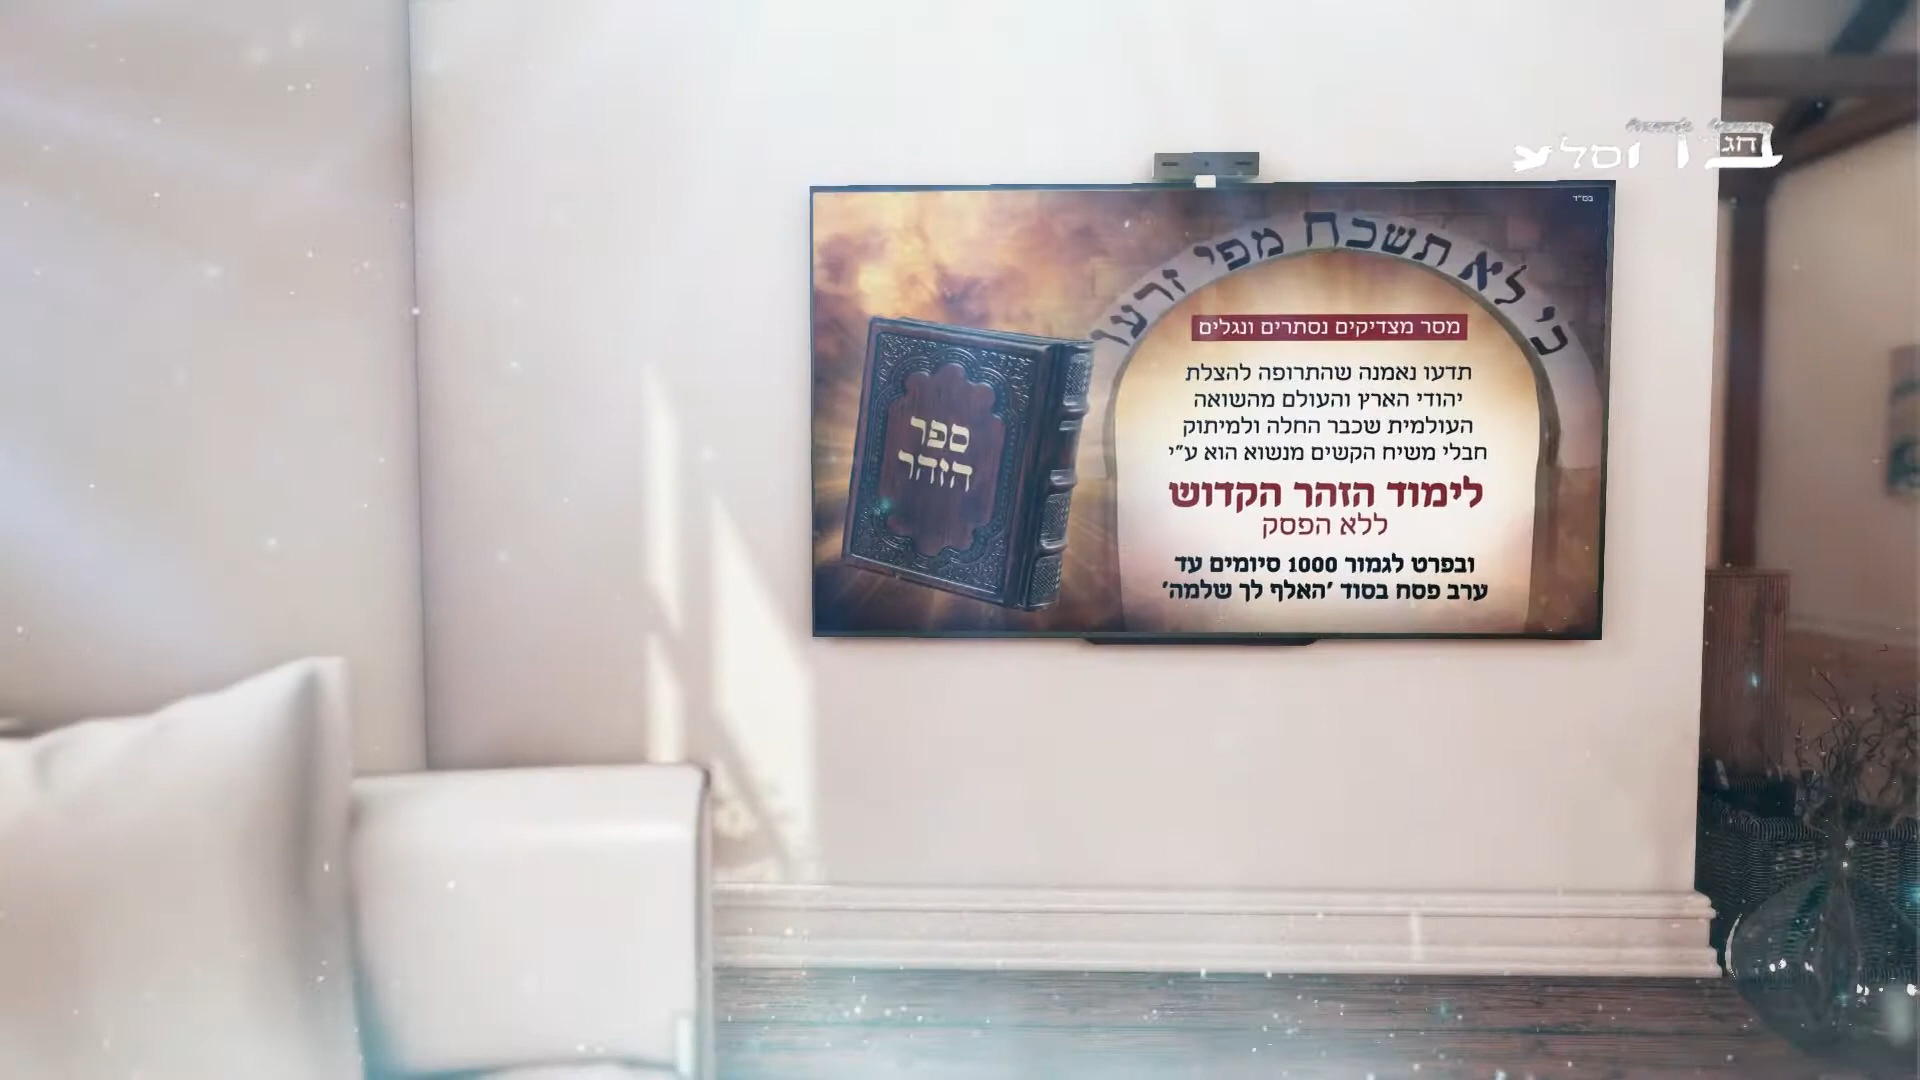 בס"ד
כי לא תשכח מפי זרעו
מסר מצדיקים נסתרים ונגלים
תדעו נאמנה שהתרופה להצלת
יהודי הארץ והעולם מהשואה
העולמית שכבר החלה ולמיתוק
חבלי משיח הקשים מנשוא הוא ע"י
לימוד הזהר הקדוש
ללא הפסק
ובפרט לגמור 1000 סיומים עד
ערב פסח בסוד 'האלף לך שלמה'
ספר
הזהר